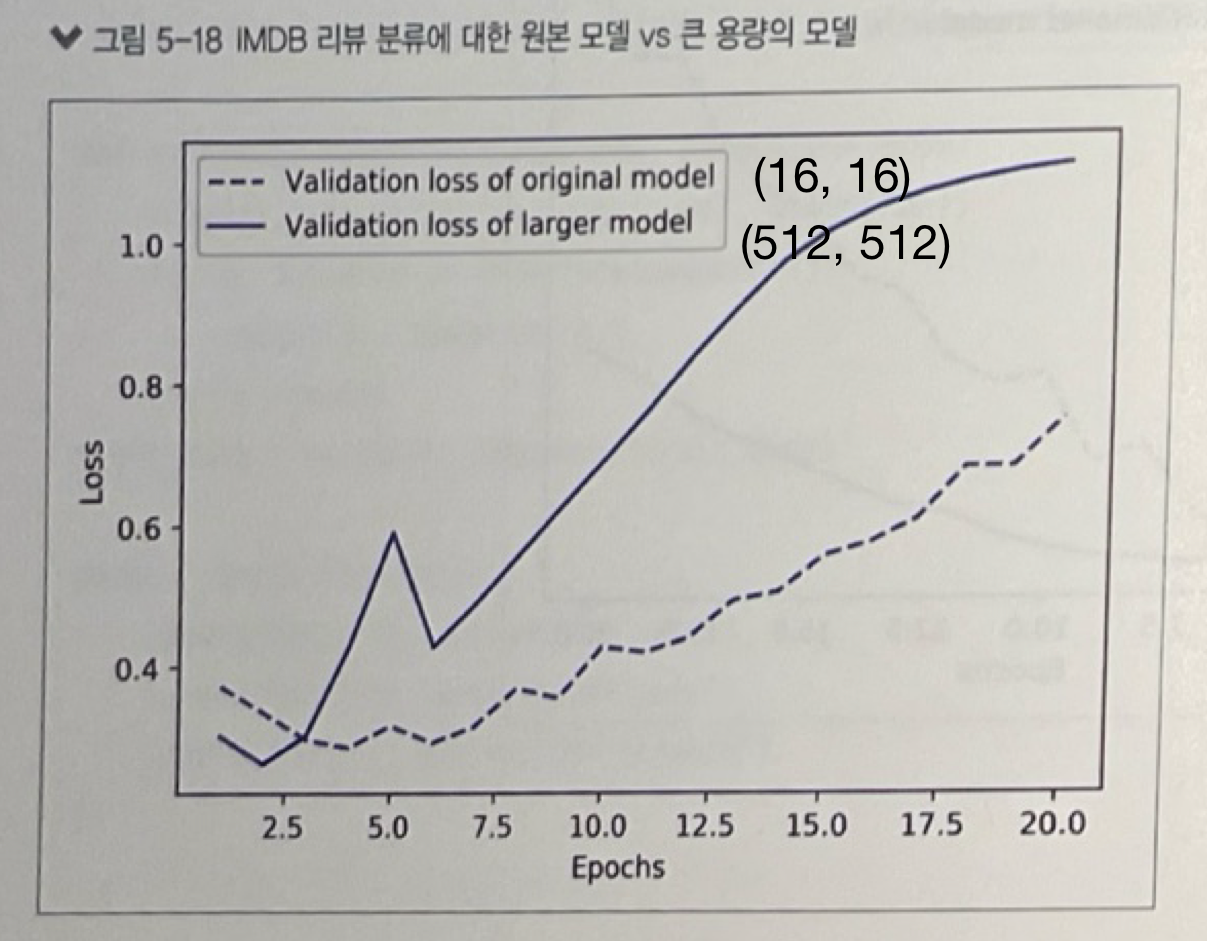 그림 5-18 IMDB 리뷰 분류에 대한 원본 모델 vs 큰 용량의 모델
Validation loss of original model (16, 16)
Validation loss of larger model (512, 512)
1.0
0.8
0.6
0.4
Loss
2.5 5.0 7.5 10.0 12.5 15.0 17.5 20.0
Epochs